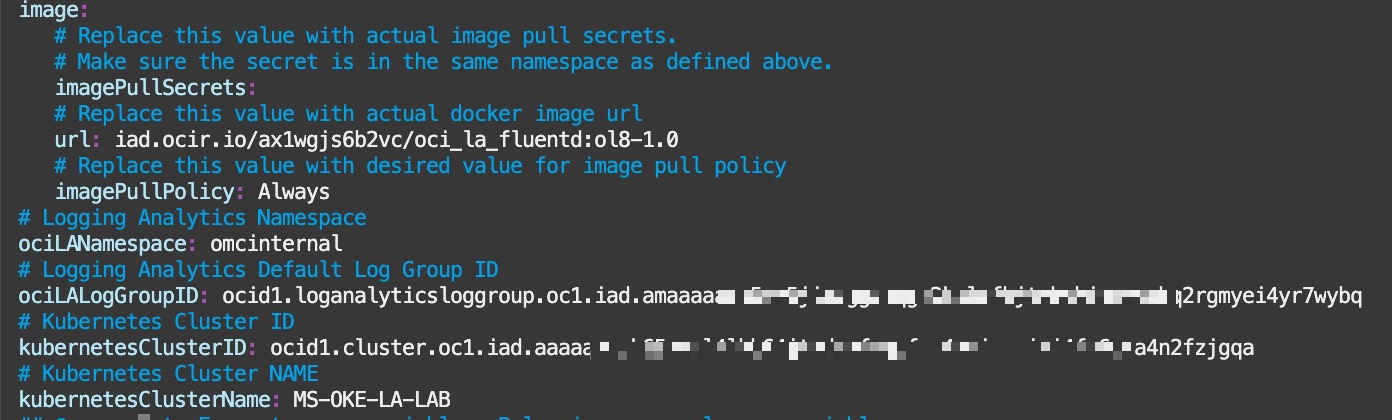 image:
# Replace this value with actual image pull secrets.
# Make sure the secret is in the same namespace as defined above.
imagePullSecrets:
# Replace this value with actual docker image url
url: iad.ocir.io/ax1wgjs6b2vc/oci_la_fluentd:ol8-1.0
# Replace this value with desired value for image pull policy
imagePullPolicy: Always
# Logging Analytics Namespace
ociLANamespace: omcinternal
# Logging Analytics Default Log Group ID
ociLALogGroupID: ocid1.loganalyticsloggroup.oc1.iad.amaaaaa q2rgmyei4yr7wybq
# Kubernetes Cluster ID
kubernetesClusterID: ocid1.cluster.oc1.iad.aaaaa a4n2fzjgqa
# Kubernetes Cluster NAME
kubernetesClusterName: MS-OKE-LA-LAB